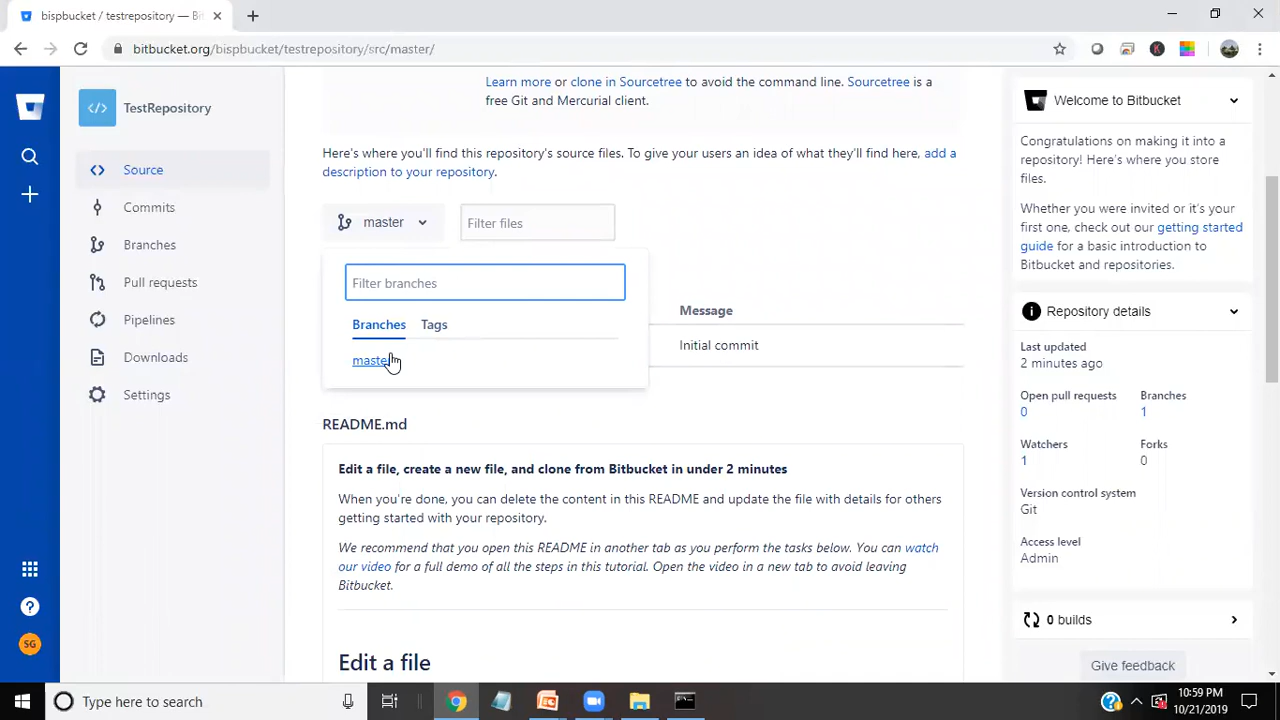 bispbucket / testrepository — Bit
bitbucket.org/bispbucket/testrepository/src/master/
TestRepository
Source
Commits
Branches
Pull requests
Pipelines
Downloads
Settings
SG
Learn more or clone in Sourcetree to avoid the command line. Sourcetree is a
free Git and Mercurial client.
Here's where you'll find this repository's source files. To give your users an idea of what they'll find here, add a
description to your repository.
master
Filter files
Filter branches
Branches Tags
master
Message
Initial commit
README.md
Edit a file, create a new file, and clone from Bitbucket in under 2 minutes
When you're done, you can delete the content in this README and update the file with details for others
getting started with your repository.
We recommend that you open this README in another tab as you perform the tasks below. You can watch
our video for a full demo of all the steps in this tutorial. Open the video in a new tab to avoid leaving
Bitbucket.
Edit a file
Welcome to Bitbucket
Congratulations on making it into a
repository! Here's where you store
files.
Whether you were invited or it's your
first one, check out our getting started
guide for a basic introduction to
Bitbucket and repositories.
Repository details
Last updated
2 minutes ago
Open pull requests Branches
0 1
Watchers Forks
1 0
Version control system
Git
Access level
Admin
0 builds
Give feedback
Type here to search
10:59 PM
10/21/2019